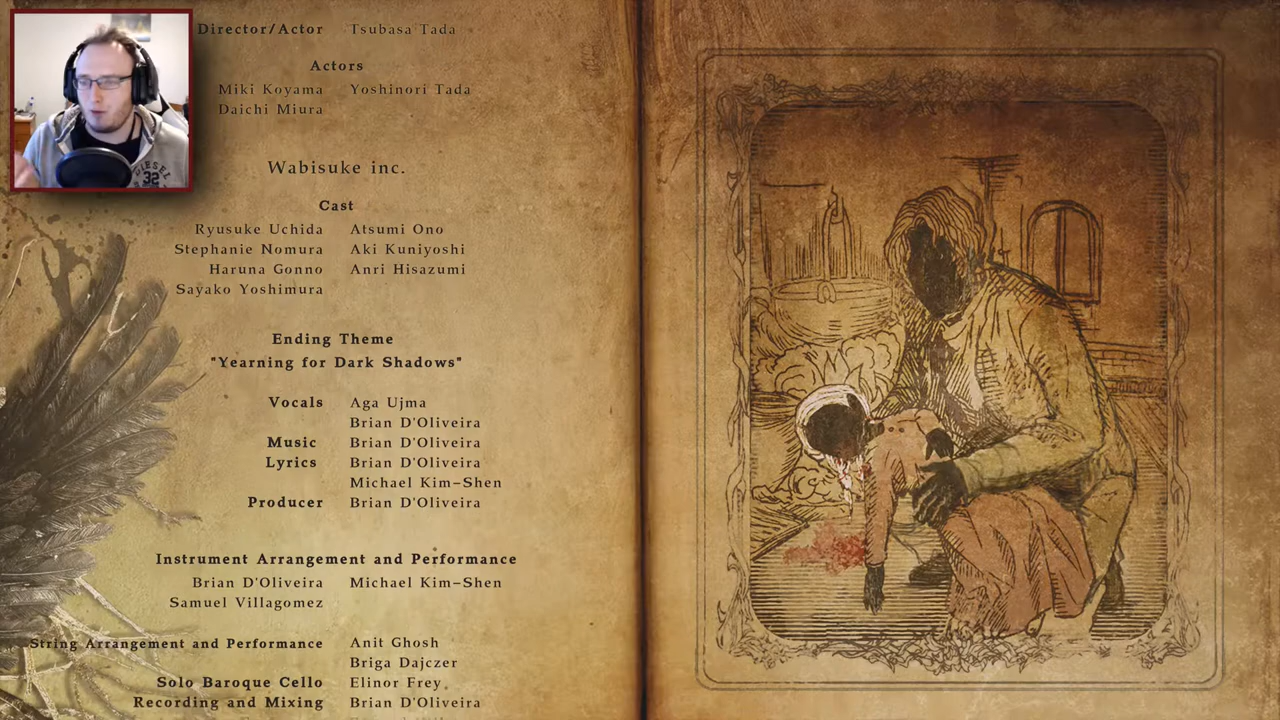 Director/Actor Tsubasa Tada
Actors
Miki Koyama Yoshinori Tada
Daichi Miura
Wabisuke inc.
Cast
Ryusuke Uchida Atsumi Ono
Stephanie Nomura Aki Kuniyoshi
Haruna Gonno Anri Hisazumi
Sayako Yoshimura
Ending Theme
"Yearning for Dark Shadows"
Vocals Aga Ujma
Brian D'Oliveira
Music Brian D'Oliveira
Lyrics Brian D'Oliveira
Michael Kim-Shen
Producer Brian D'Oliveira
Instrument Arrangement and Performance
Brian D'Oliveira Michael Kim-Shen
Samuel Villagomez
String Arrangement and Performance Anit Ghosh
Briga Dajczer
Solo Baroque Cello Elinor Frey
Recording and Mixing Brian D'Oliveira
DIESEL
32